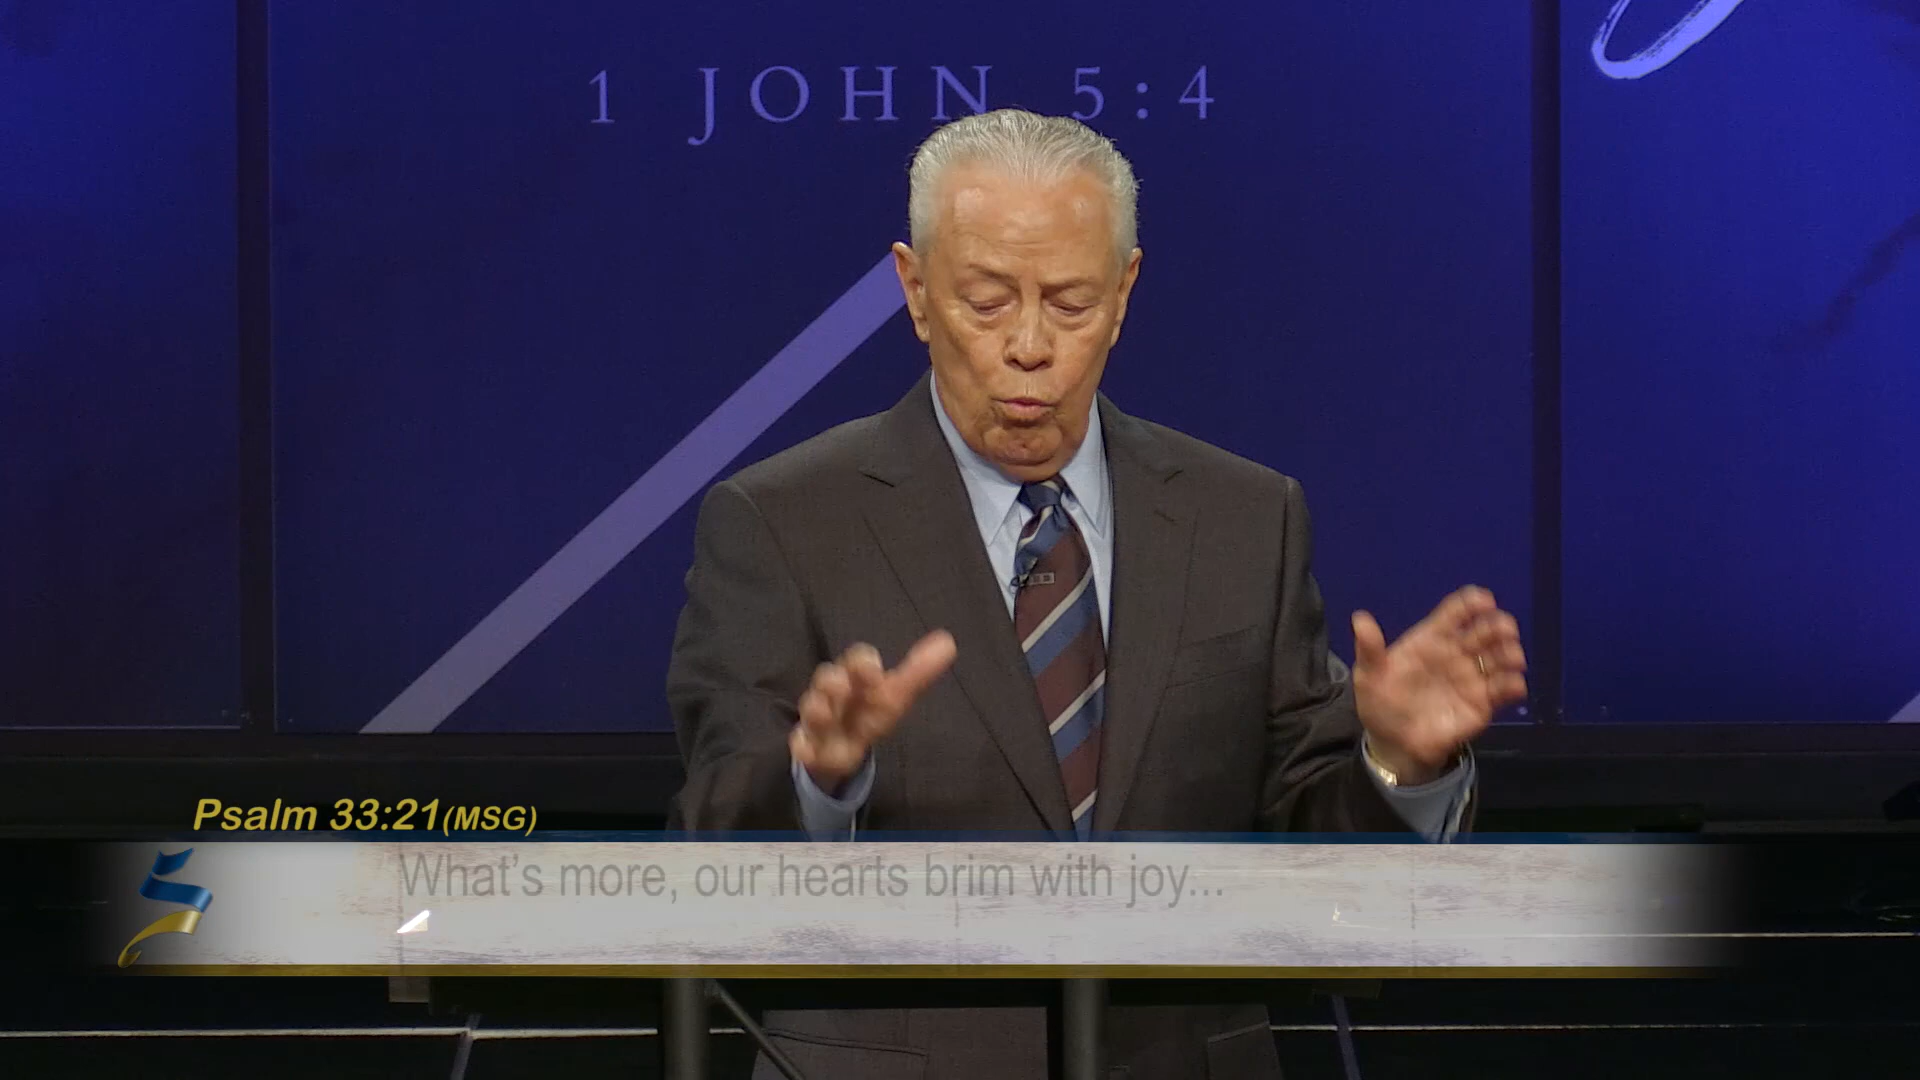 1 JOHN 5:4
Psalm 33:21(MSG)
What's more, our hearts brim with joy...